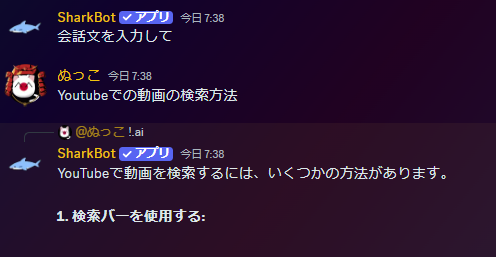 SharkBot ✓ アプリ 今日 7:38
会話文を入力して
ぬっこ 今日 7:38
Youtubeでの動画の検索方法
@ぬっこ !.ai
SharkBot ✓ アプリ 今日 7:38
YouTubeで動画を検索するには、いくつかの方法があります。
1. 検索バーを使用する: